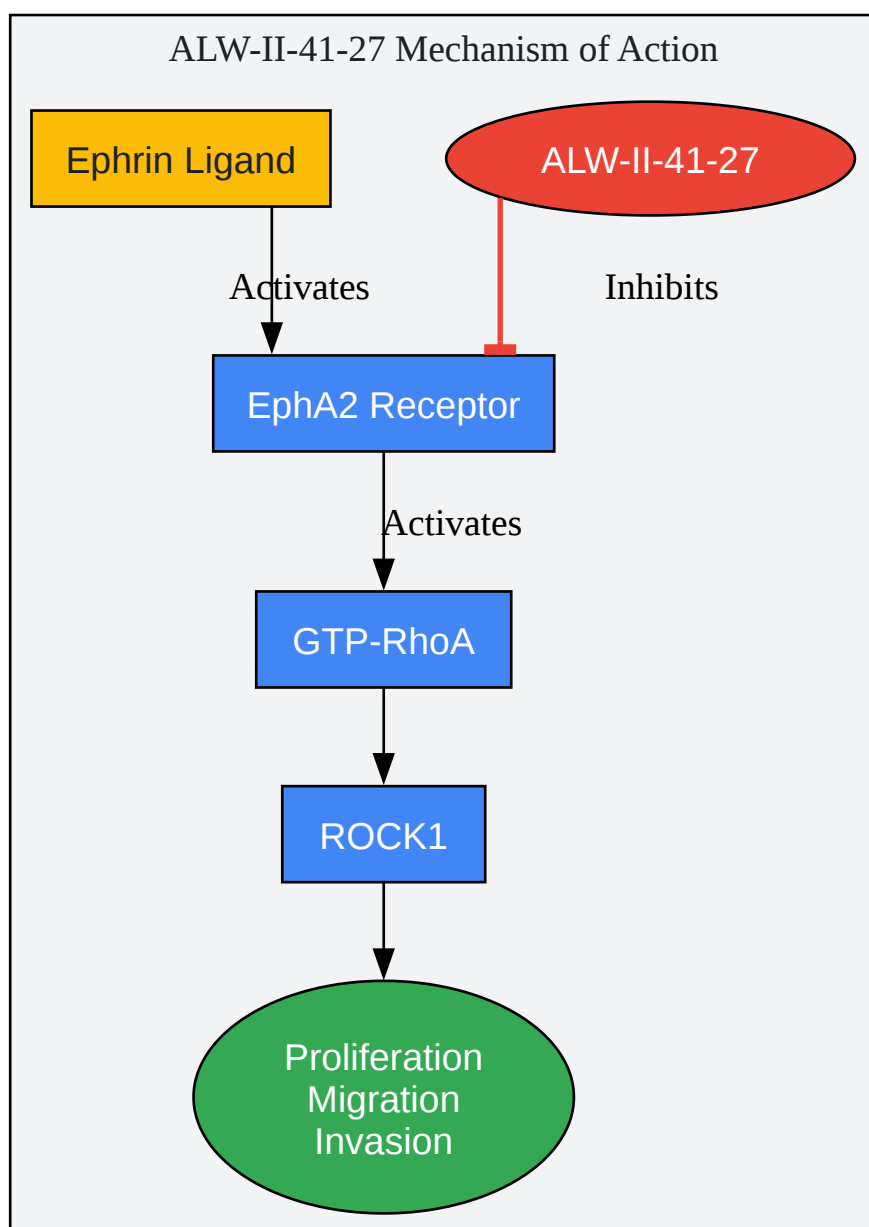 ALW-II-41-27 Mechanism of Action
Ephrin Ligand
ALW-II-41-27
Activates
Inhibits
EphA2 Receptor
Activates
GTP-RhoA
ROCK1
Proliferation
Migration
Invasion